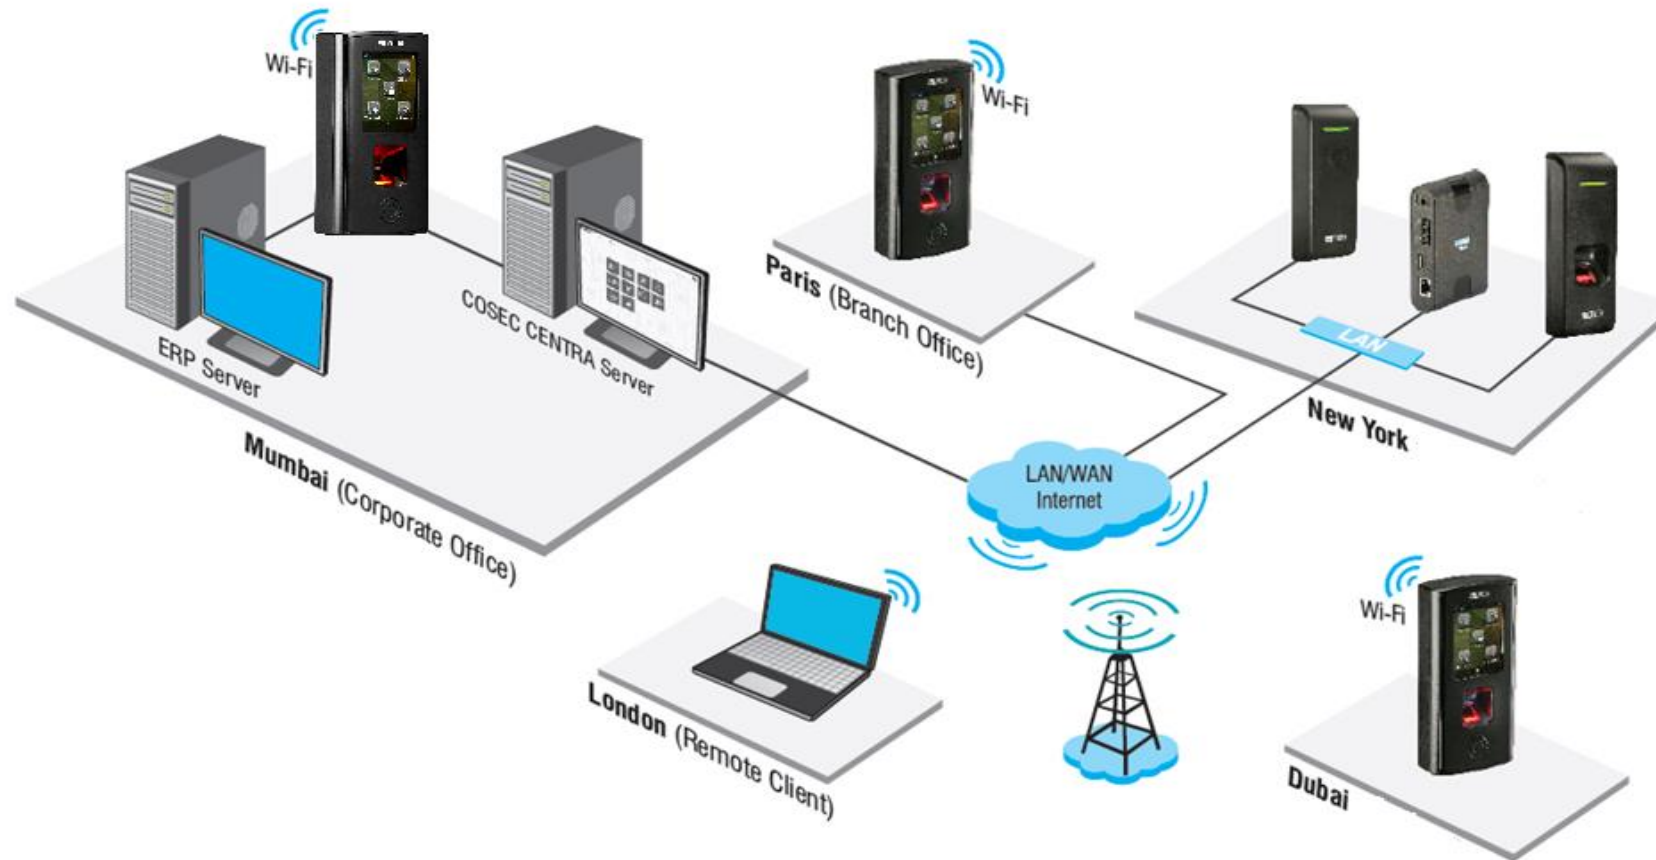 Wi-Fi
ERP Server
COSEC CENTRA Server
Mumbai (Corporate Office)
Wi-Fi
Paris (Branch Office)
LAN
New York
LAN/WAN
Internet
London (Remote Client)
Wi-Fi
Dubai